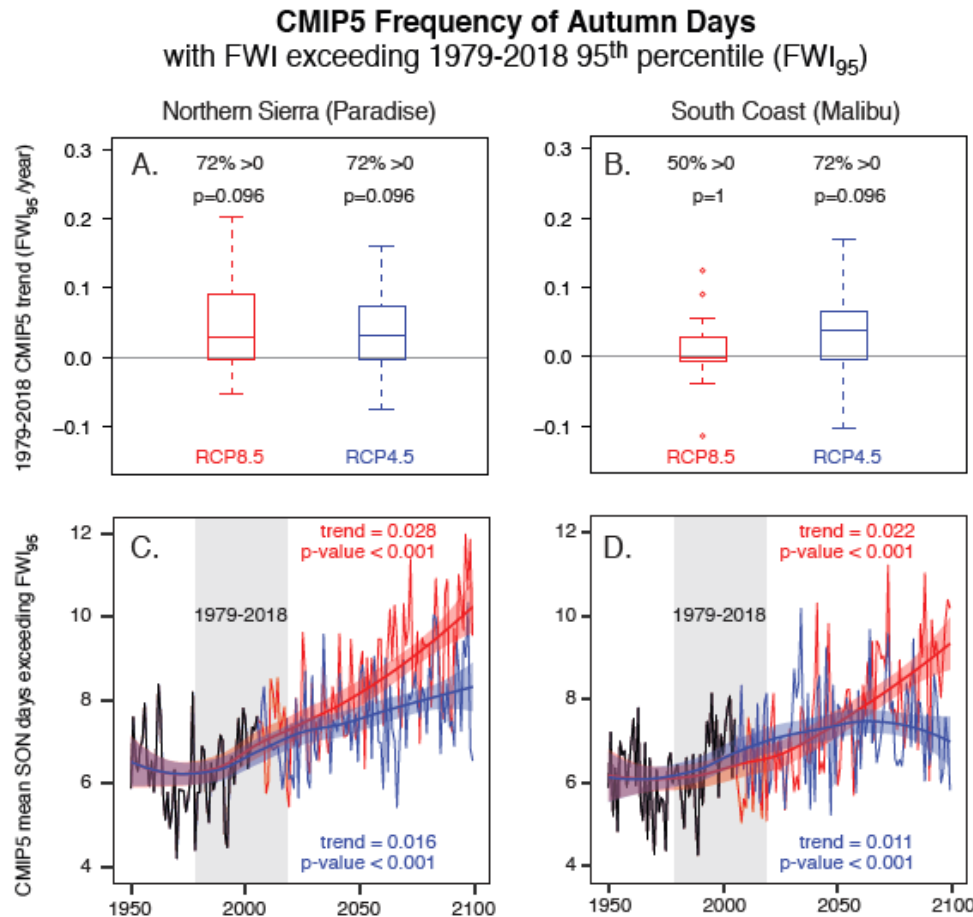 CMIP5 Frequency of Autumn Days
with FWI exceeding 1979-2018 95th percentile (FWI95)
Northern Sierra (Paradise)
South Coast (Malibu)
1979-2018 CMIP5 trend (FWI95/year)
0.3
0.2
0.1
0.0
−0.1
A.
72% >0
p=0.096
72% >0
p=0.096
RCP8.5
RCP4.5
0.3
0.2
0.1
0.0
−0.1
B.
50% >0
p=1
72% >0
p=0.096
RCP8.5
RCP4.5
CMIP5 mean SON days exceeding FWI95
12
10
8
6
4
C.
trend = 0.028
p-value < 0.001
1979-2018
trend = 0.016
p-value < 0.001
1950
2000
2050
2100
12
10
8
6
4
D.
trend = 0.022
p-value < 0.001
1979-2018
trend = 0.011
p-value < 0.001
1950
2000
2050
2100